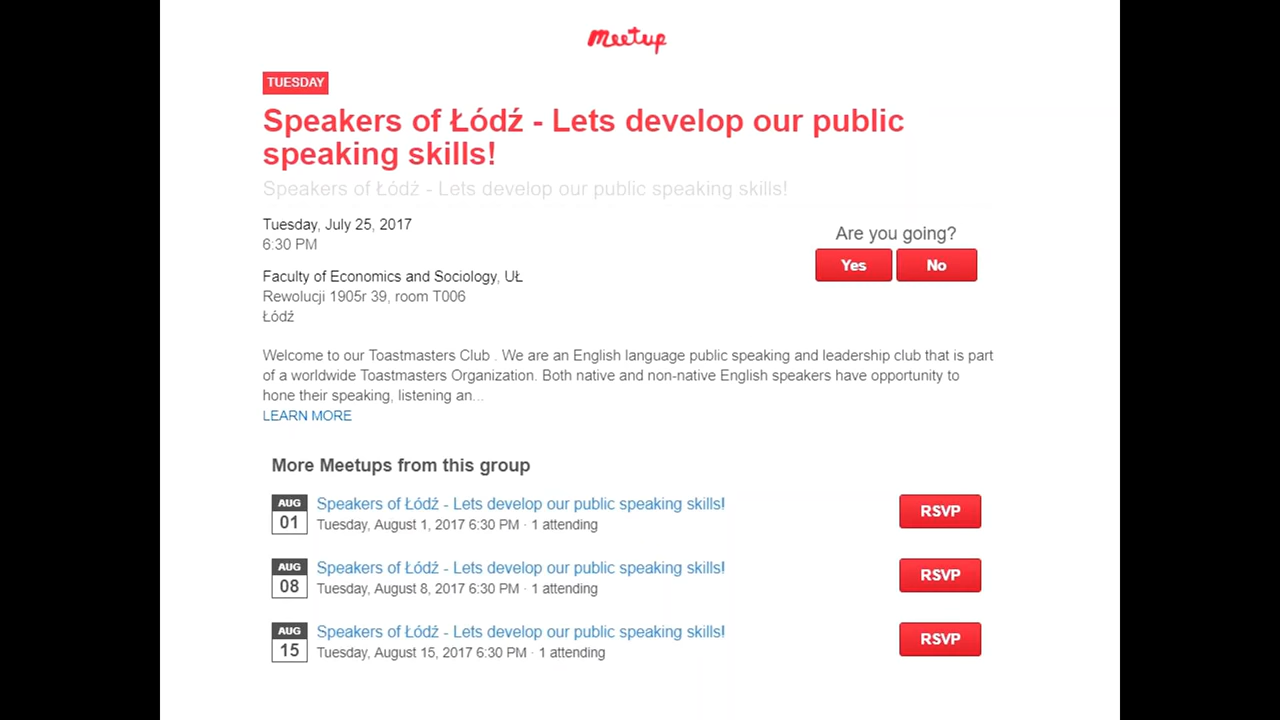 meetup
TUESDAY
Speakers of Łódź - Lets develop our public
speaking skills!
Speakers of Łódź - Lets develop our public speaking skills!
Tuesday, July 25, 2017
6:30 PM
Are you going?
Yes No
Faculty of Economics and Sociology, UŁ
Rewolucji 1905r 39, room T006
Łódź
Welcome to our Toastmasters Club . We are an English language public speaking and leadership club that is part
of a worldwide Toastmasters Organization. Both native and non-native English speakers have opportunity to
hone their speaking, listening an...
LEARN MORE
More Meetups from this group
AUG
01
Speakers of Łódź - Lets develop our public speaking skills!
Tuesday, August 1, 2017 6:30 PM · 1 attending
RSVP
AUG
08
Speakers of Łódź - Lets develop our public speaking skills!
Tuesday, August 8, 2017 6:30 PM · 1 attending
RSVP
AUG
15
Speakers of Łódź - Lets develop our public speaking skills!
Tuesday, August 15, 2017 6:30 PM · 1 attending
RSVP